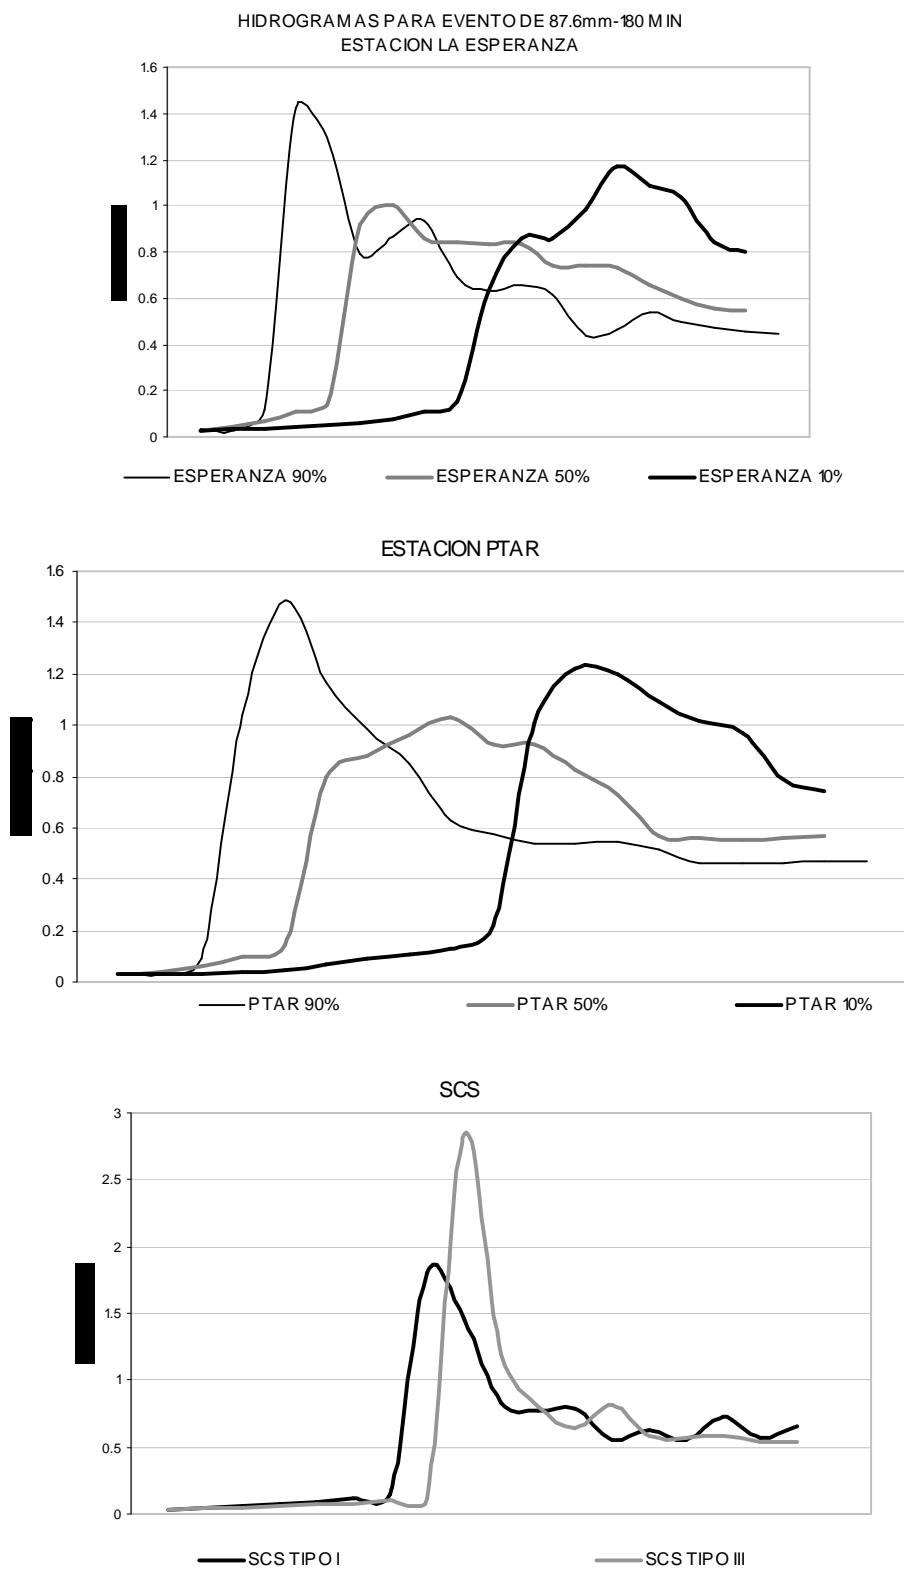 HIDROGRAMAS PARA EVENTO DE 87.6mm-180 MIN
ESTACION LA ESPERANZA
1.6
1.4
1.2
1
0.8
0.6
0.4
0.2
0
ESPERANZA 90%
ESPERANZA 50%
ESPERANZA 10%
ESTACION PTAR
1.6
1.4
1.2
1
0.8
0.6
0.4
0.2
0
PTAR 90%
PTAR 50%
PTAR 10%
SCS
3
2.5
2
1.5
1
0.5
0
SCS TIPO I
SCS TIPO III